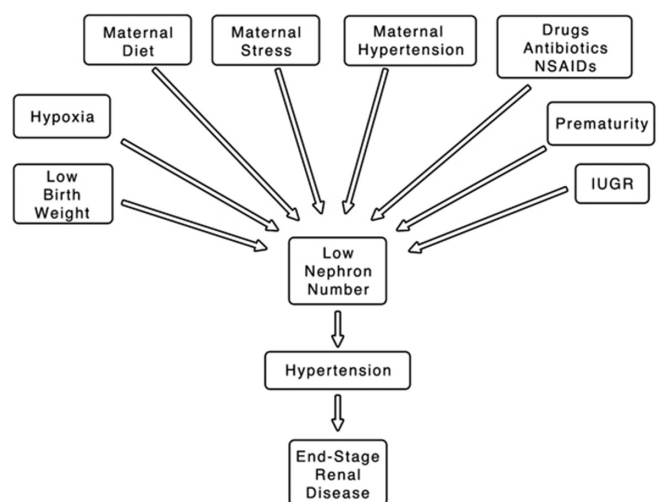 Maternal
Diet
Maternal
Stress
Maternal
Hypertension
Drugs
Antibiotics
NSAIDs
Hypoxia
Prematurity
Low
Birth
Weight
IUGR
Low
Nephron
Number
Hypertension
End-Stage
Renal
Disease